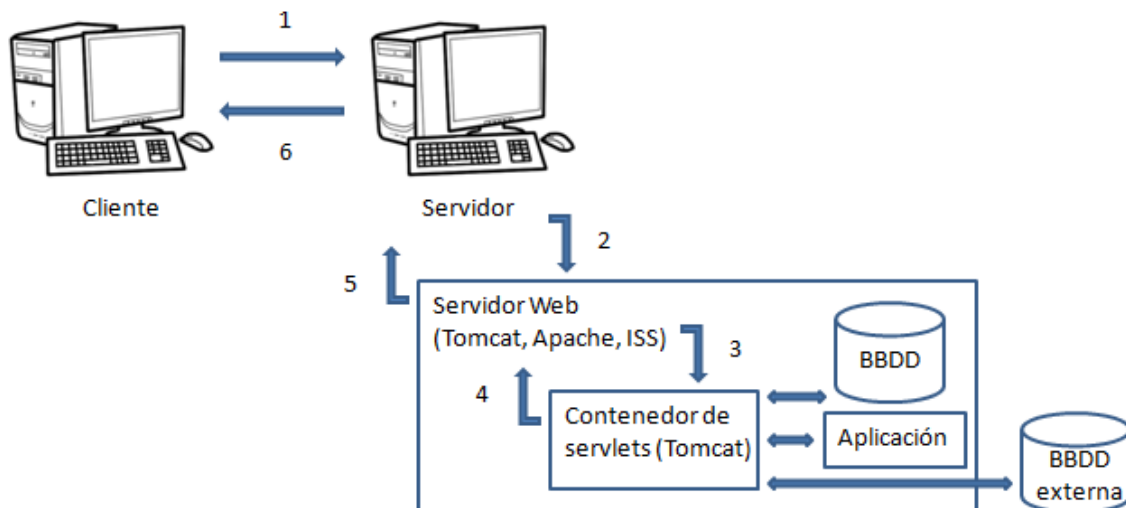 1
6
Cliente
Servidor
2
5
Servidor Web
(Tomcat, Apache, ISS)
3
BBDD
4
Contenedor de
servlets (Tomcat)
Aplicación
BBDD
externa